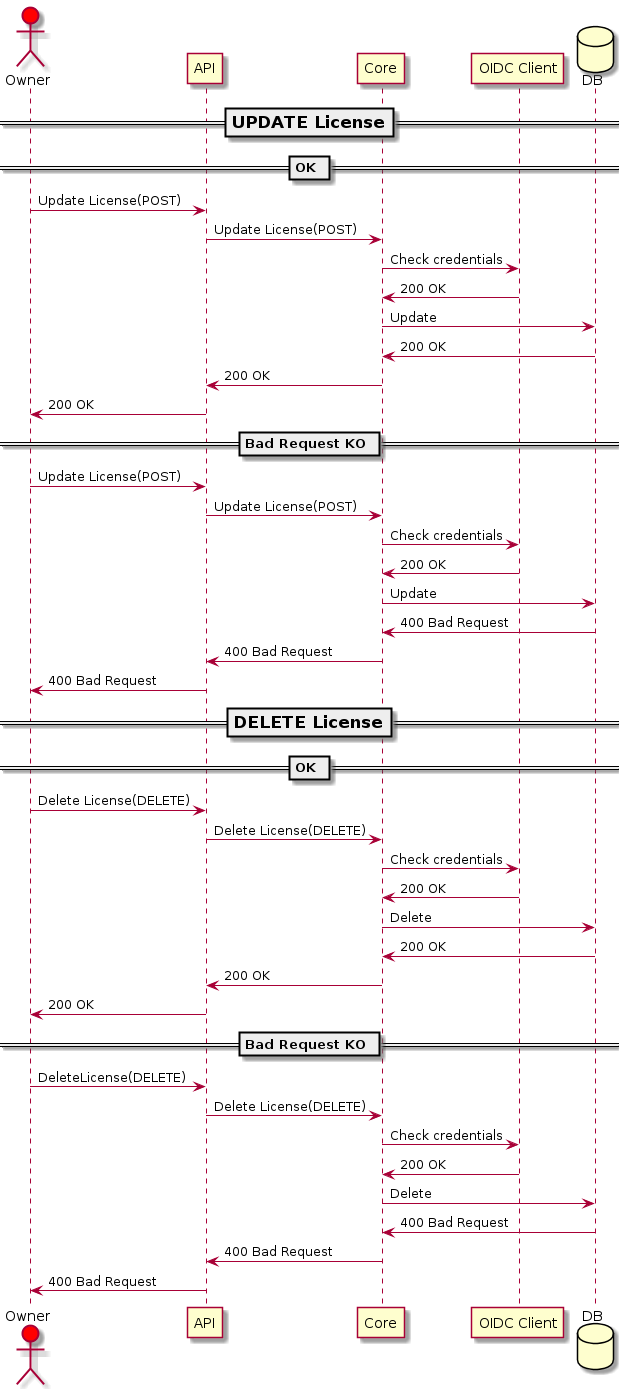 Owner
API
Core
OIDC Client
DB
UPDATE License
OK
Update License(POST)
Update License(POST)
Check credentials
200 OK
Update
200 OK
200 OK
200 OK
Bad Request KO
Update License(POST)
Update License(POST)
Check credentials
200 OK
Update
400 Bad Request
400 Bad Request
400 Bad Request
DELETE License
OK
Delete License(DELETE)
Delete License(DELETE)
Check credentials
200 OK
Delete
200 OK
200 OK
200 OK
Bad Request KO
DeleteLicense(DELETE)
Delete License(DELETE)
Check credentials
200 OK
Delete
400 Bad Request
400 Bad Request
400 Bad Request
Owner
API
Core
OIDC Client
DB